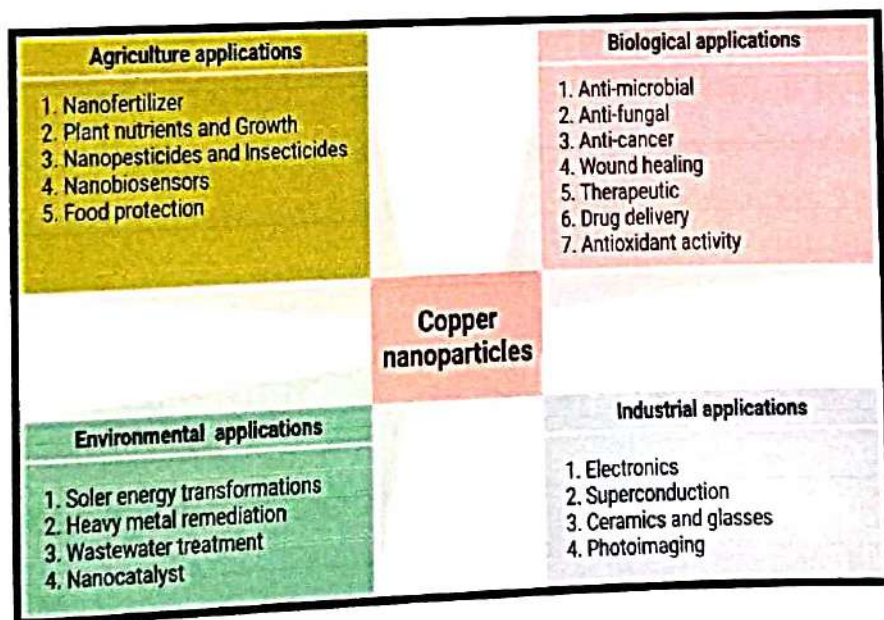 Agriculture applications
1. Nanofertilizer
2. Plant nutrients and Growth
3. Nanopesticides and Insecticides
4. Nanobiosensors
5. Food protection
Biological applications
1. Anti-microbial
2. Anti-fungal
3. Anti-cancer
4. Wound healing
5. Therapeutic
6. Drug delivery
7. Antioxidant activity
Copper
nanoparticles
Environmental applications
1. Soler energy transformations
2. Heavy metal remediation
3. Wastewater treatment
4. Nanocatalyst
Industrial applications
1. Electronics
2. Superconduction
3. Ceramics and glasses
4. Photoimaging